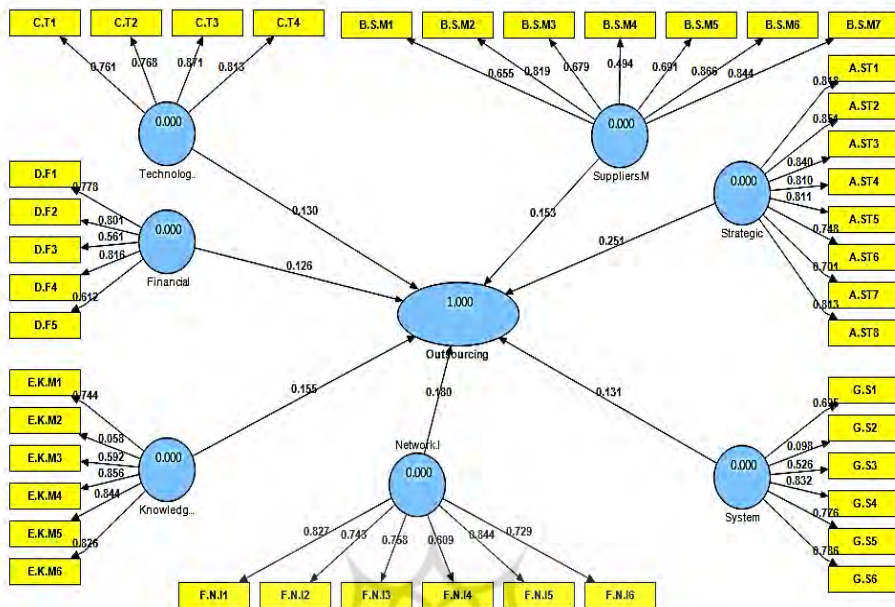 C.T1 C.T2 C.T3 C.T4 B.S.M1 B.S.M2 B.S.M3 B.S.M4 B.S.M5 B.S.M6 B.S.M7
0.761 0.768 0.871 0.813
0.655 0.819 0.679 0.494 0.691 0.866 0.844
0.000
Technolog..
0.000
Suppliers.M
A.ST1
A.ST2
A.ST3
A.ST4
A.ST5
A.ST6
A.ST7
A.ST8
0.818
0.851
0.840
0.810
0.811
0.748
0.701
0.813
0.000
Strategic
D.F1
D.F2
D.F3
D.F4
D.F5
0.778
0.801
0.561
0.816
0.612
0.000
Financial
0.130
0.153
0.126
0.251
1.000
Outsourcing
0.155
0.180
0.131
E.K.M1
E.K.M2
E.K.M3
E.K.M4
E.K.M5
E.K.M6
0.744
0.058
0.592
0.856
0.844
0.826
0.000
Knowledg...
Network.I
0.000
0.827 0.743 0.758 0.609 0.844 0.729
F.N.I1 F.N.I2 F.N.I3 F.N.I4 F.N.I5 F.N.I6
0.000
System
0.695
0.098
0.526
0.832
0.776
0.786
G.S1
G.S2
G.S3
G.S4
G.S5
G.S6